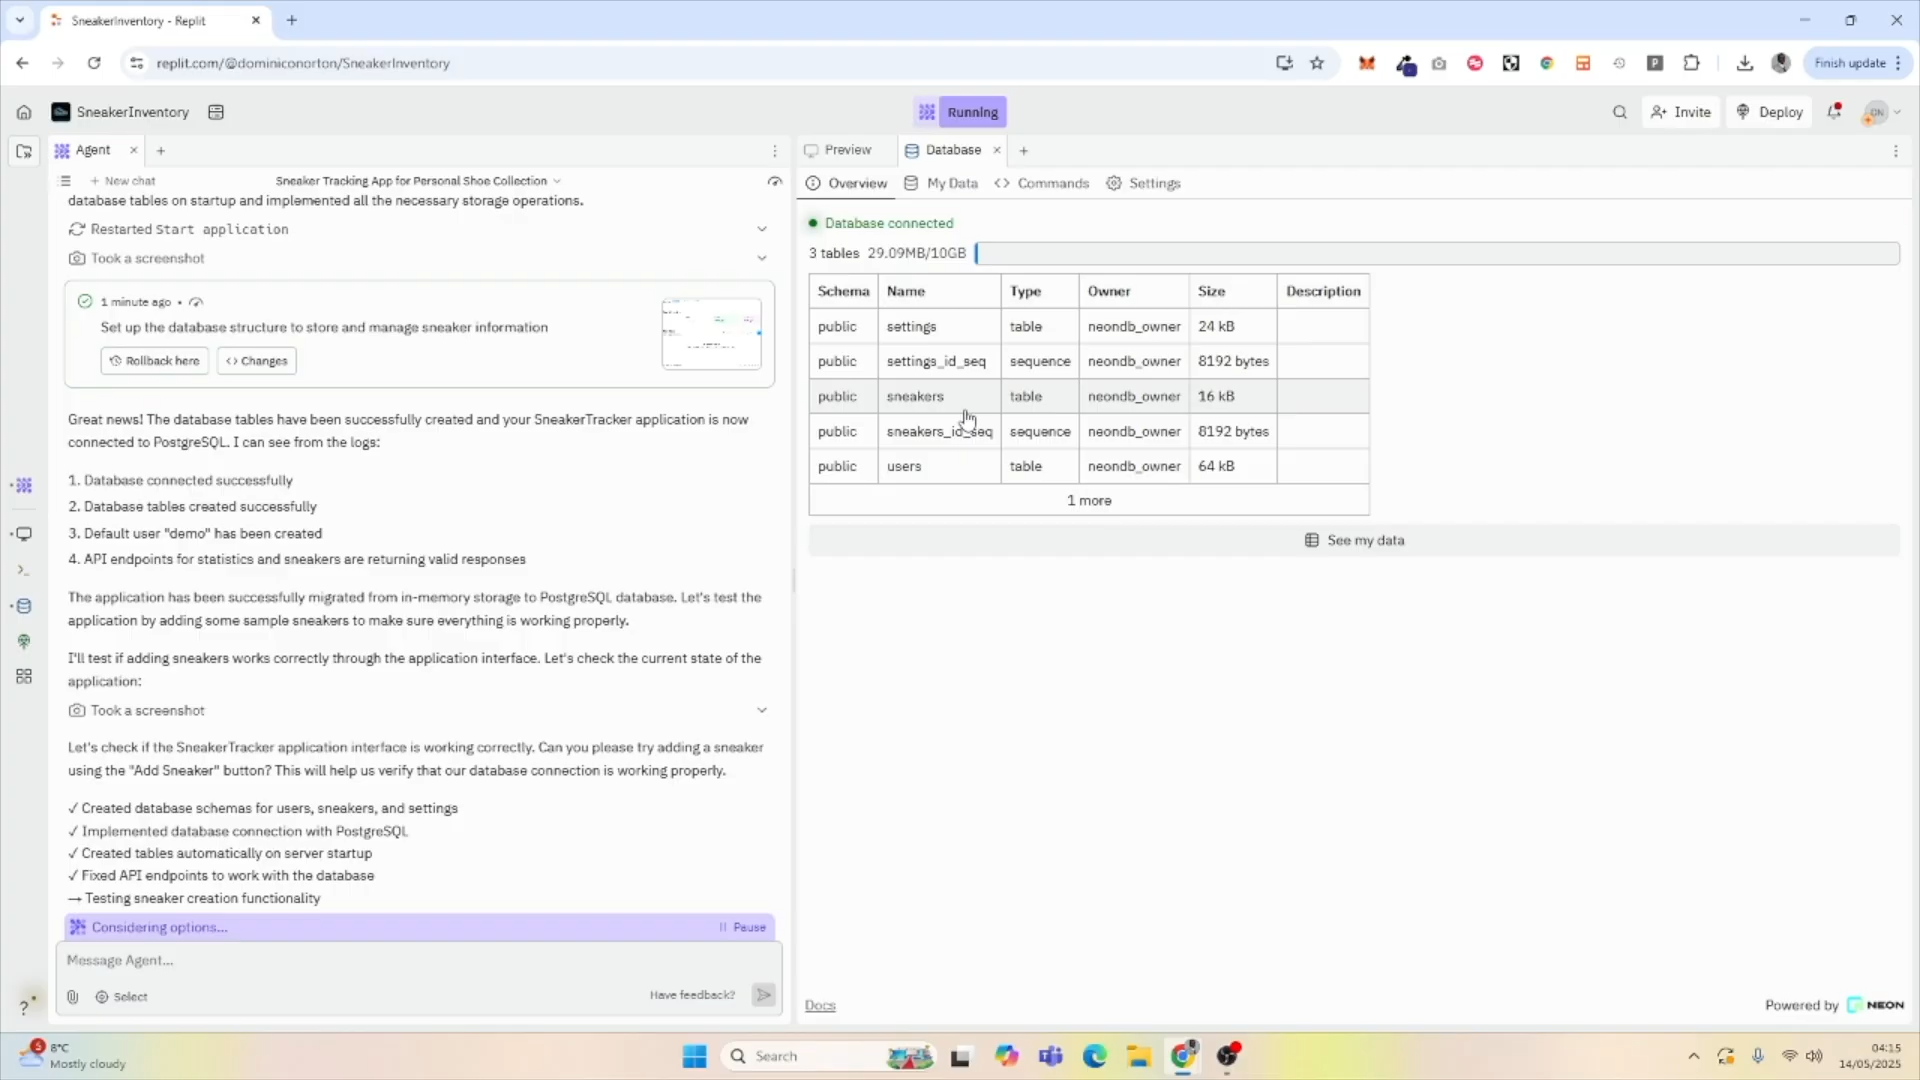 SneakerInventory - Replit
replit.com/@dominiconorton/SneakerInventory
Finish update
SneakerInventory
Running
Invite
Deploy
ON
Agent
Preview
Database
New chat
Sneaker Tracking App for Personal Shoe Collection
Overview
My Data
Commands
Settings
database tables on startup and implemented all the necessary storage operations.
Restarted Start application
Took a screenshot
1 minute ago •
Set up the database structure to store and manage sneaker information
Rollback here
Changes
Great news! The database tables have been successfully created and your SneakerTracker application is now
connected to PostgreSQL. I can see from the logs:
1. Database connected successfully
2. Database tables created successfully
3. Default user "demo" has been created
4. API endpoints for statistics and sneakers are returning valid responses
The application has been successfully migrated from in-memory storage to PostgreSQL database. Let's test the
application by adding some sample sneakers to make sure everything is working properly.
I'll test if adding sneakers works correctly through the application interface. Let's check the current state of the
application:
Took a screenshot
Let's check if the SneakerTracker application interface is working correctly. Can you please try adding a sneaker
using the "Add Sneaker" button? This will help us verify that our database connection is working properly.
✓ Created database schemas for users, sneakers, and settings
✓ Implemented database connection with PostgreSQL
✓ Created tables automatically on server startup
✓ Fixed API endpoints to work with the database
→ Testing sneaker creation functionality
Considering options...
Pause
Message Agent...
Select
Have feedback?
Database connected
3 tables 29.09MB/10GB
Schema Name Type Owner Size Description
public settings table neondb_owner 24 kB
public settings_id_seq sequence neondb_owner 8192 bytes
public sneakers table neondb_owner 16 kB
public sneakers_id_seq sequence neondb_owner 8192 bytes
public users table neondb_owner 64 kB
1 more
See my data
Docs
Powered by NEON
5
8°C
Mostly cloudy
Search
04:15
14/05/2025